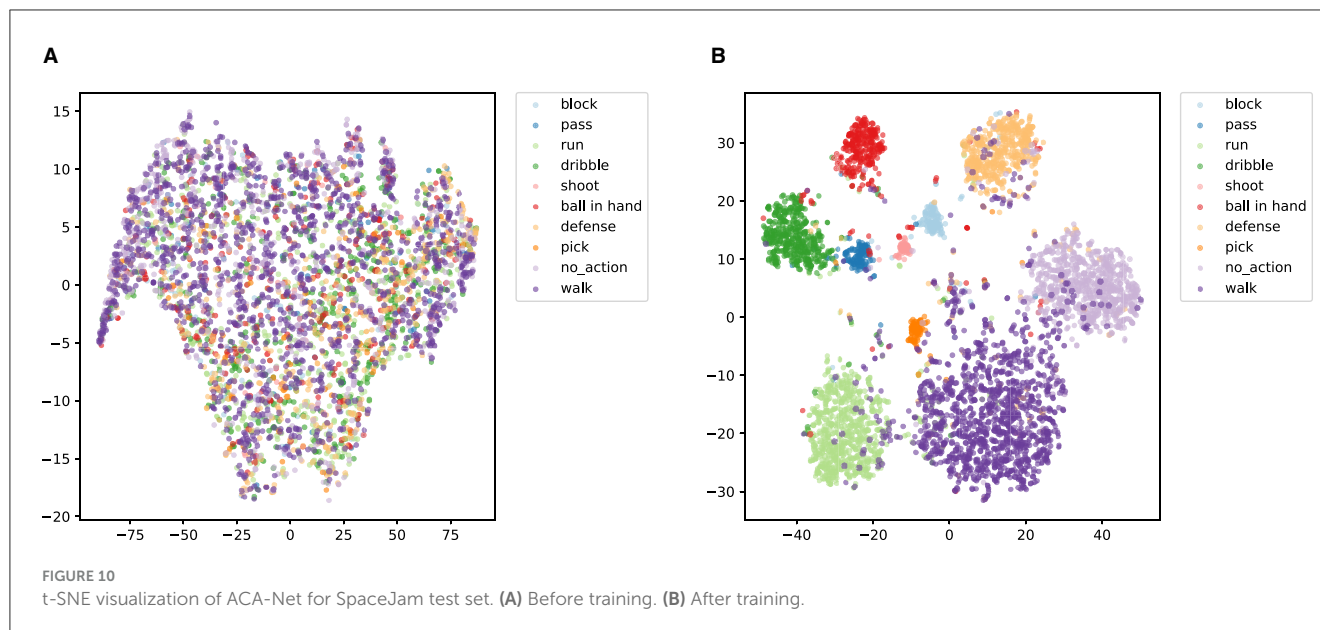 A
15
10
5
0
−5
−10
−15
−20
−75
−50
−25
0
25
50
75
block
pass
run
dribble
shoot
ball in hand
defense
pick
no_action
walk
B
30
20
10
0
−10
−20
−30
−40
−20
0
20
40
block
pass
run
dribble
shoot
ball in hand
defense
pick
no_action
walk
FIGURE 10
t-SNE visualization of ACA-Net for SpaceJam test set. (A) Before training. (B) After training.